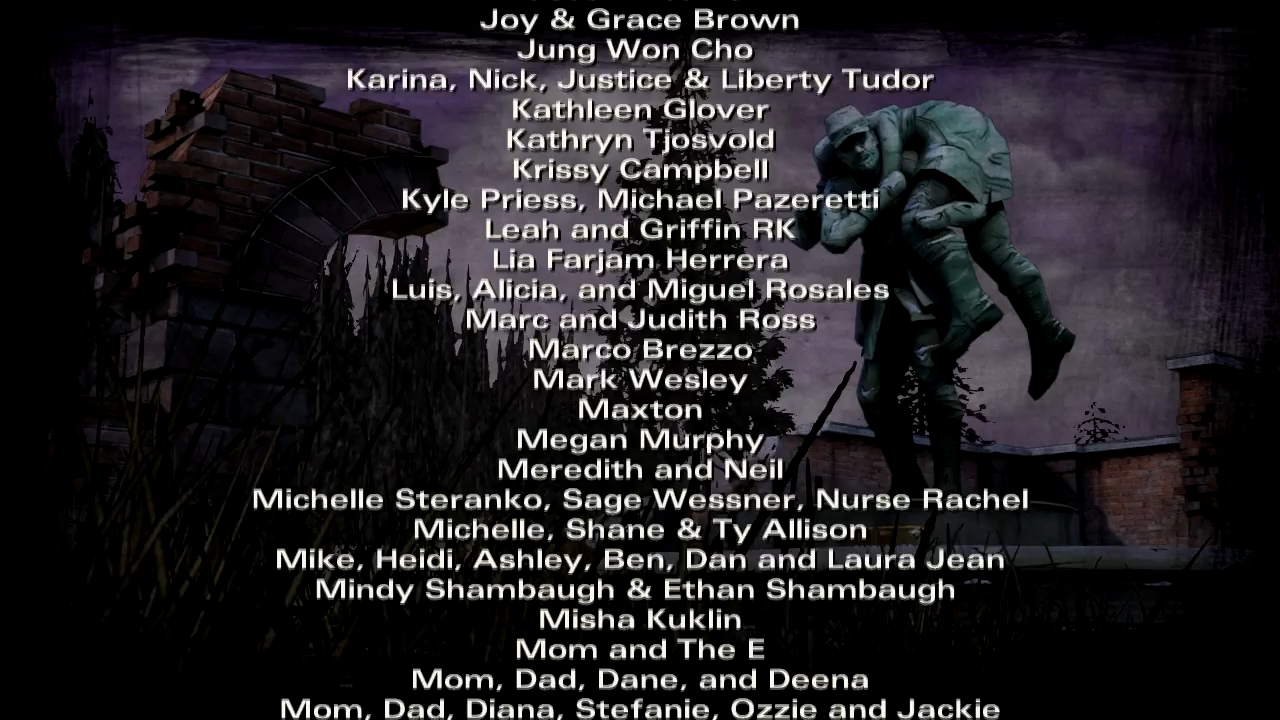 Joy & Grace Brown
Jung Won Cho
Karina, Nick, Justice & Liberty Tudor
Kathleen Glover
Kathryn Tjosvold
Krissy Campbell
Kyle Priess, Michael Pazeretti
Leah and Griffin RK
Lia Farjam Herrera
Luis, Alicia, and Miguel Rosales
Marc and Judith Ross
Marco Brezzo
Mark Wesley
Maxton
Megan Murphy
Meredith and Neil
Michelle Steranko, Sage Wessner, Nurse Rachel
Michelle, Shane & Ty Allison
Mike, Heidi, Ashley, Ben, Dan and Laura Jean
Mindy Shambaugh & Ethan Shambaugh
Misha Kuklin
Mom and The E
Mom, Dad, Dane, and Deena
Mom, Dad, Diana, Stefanie, Ozzie and Jackie